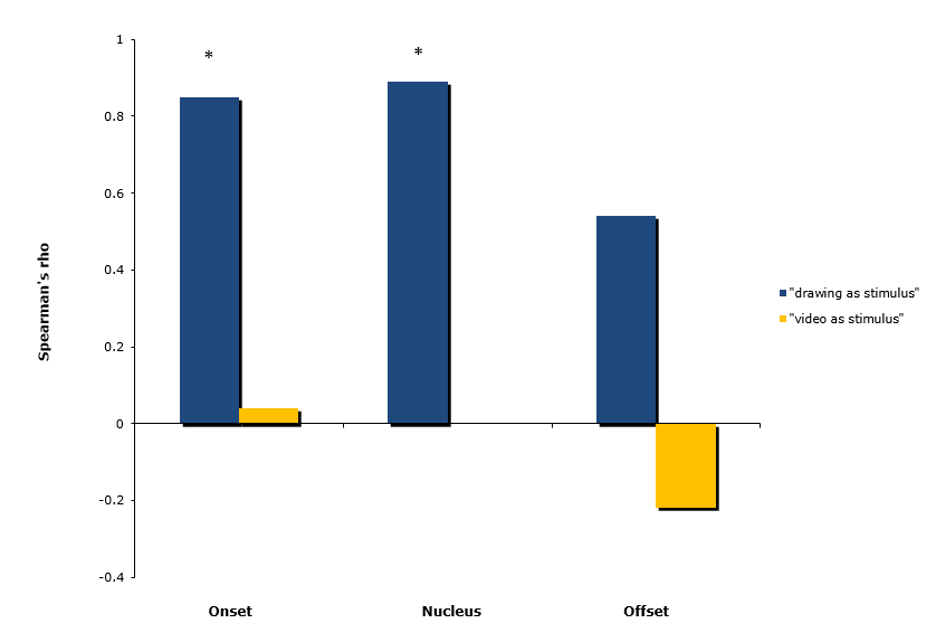 1
* *
0.8
0.6
0.4
0.2
0
-0.2
-0.4
Spearman's rho
Onset Nucleus Offset
"drawing as stimulus"
"video as stimulus"